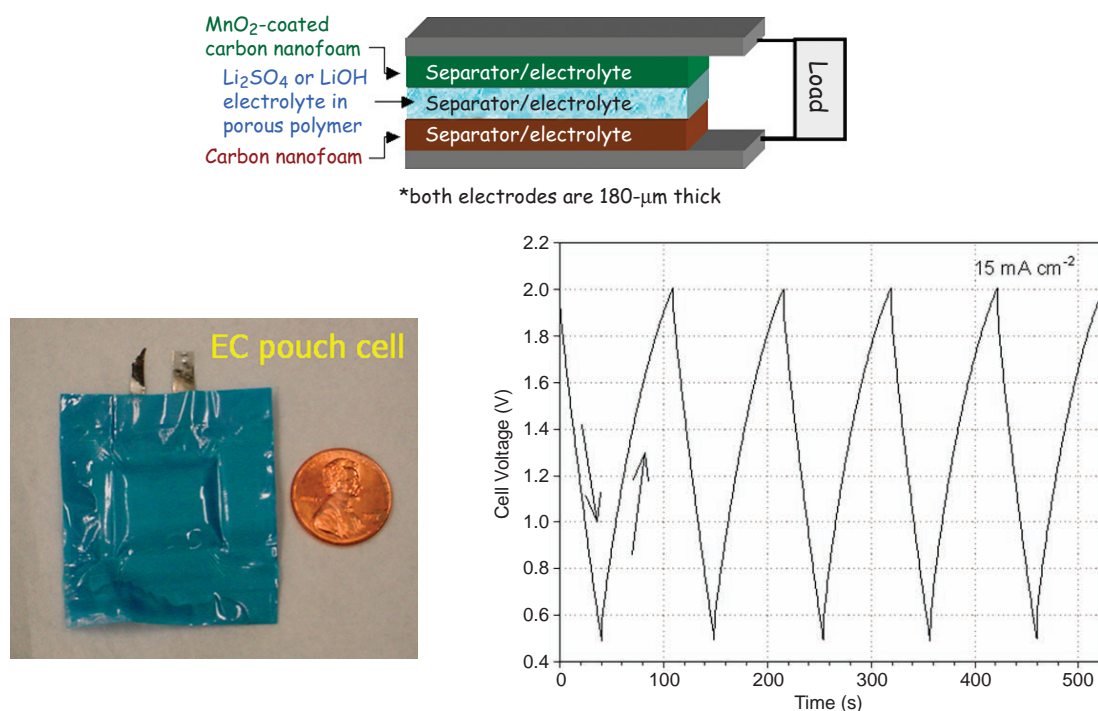 MnO2-coated
carbon nanofoam
Li2SO4 or LiOH
electrolyte in
porous polymer
Carbon nanofoam
Separator/electrolyte
Separator/electrolyte
Separator/electrolyte
Load
*both electrodes are 180-μm thick
EC pouch cell
15 mA cm-2
Cell Voltage (V)
2.2
2.0
1.8
1.6
1.4
1.2
1.0
0.8
0.6
0.4
0
100
200
300
400
500
Time (s)